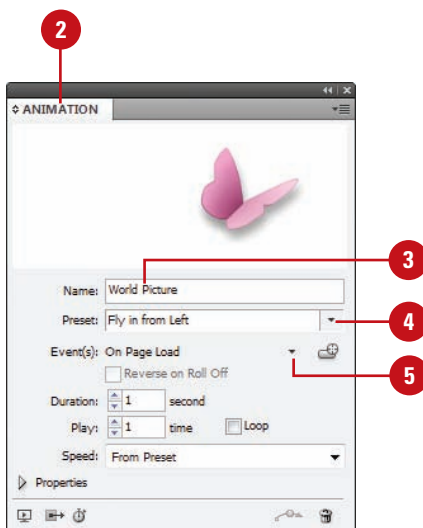 2
ANIMATION
3
Name: World Picture
Preset: Fly in from Left
4
Event(s): On Page Load
5
Reverse on Roll Off
Duration: 1 second
Play: 1 time Loop
Speed: From Preset
Properties